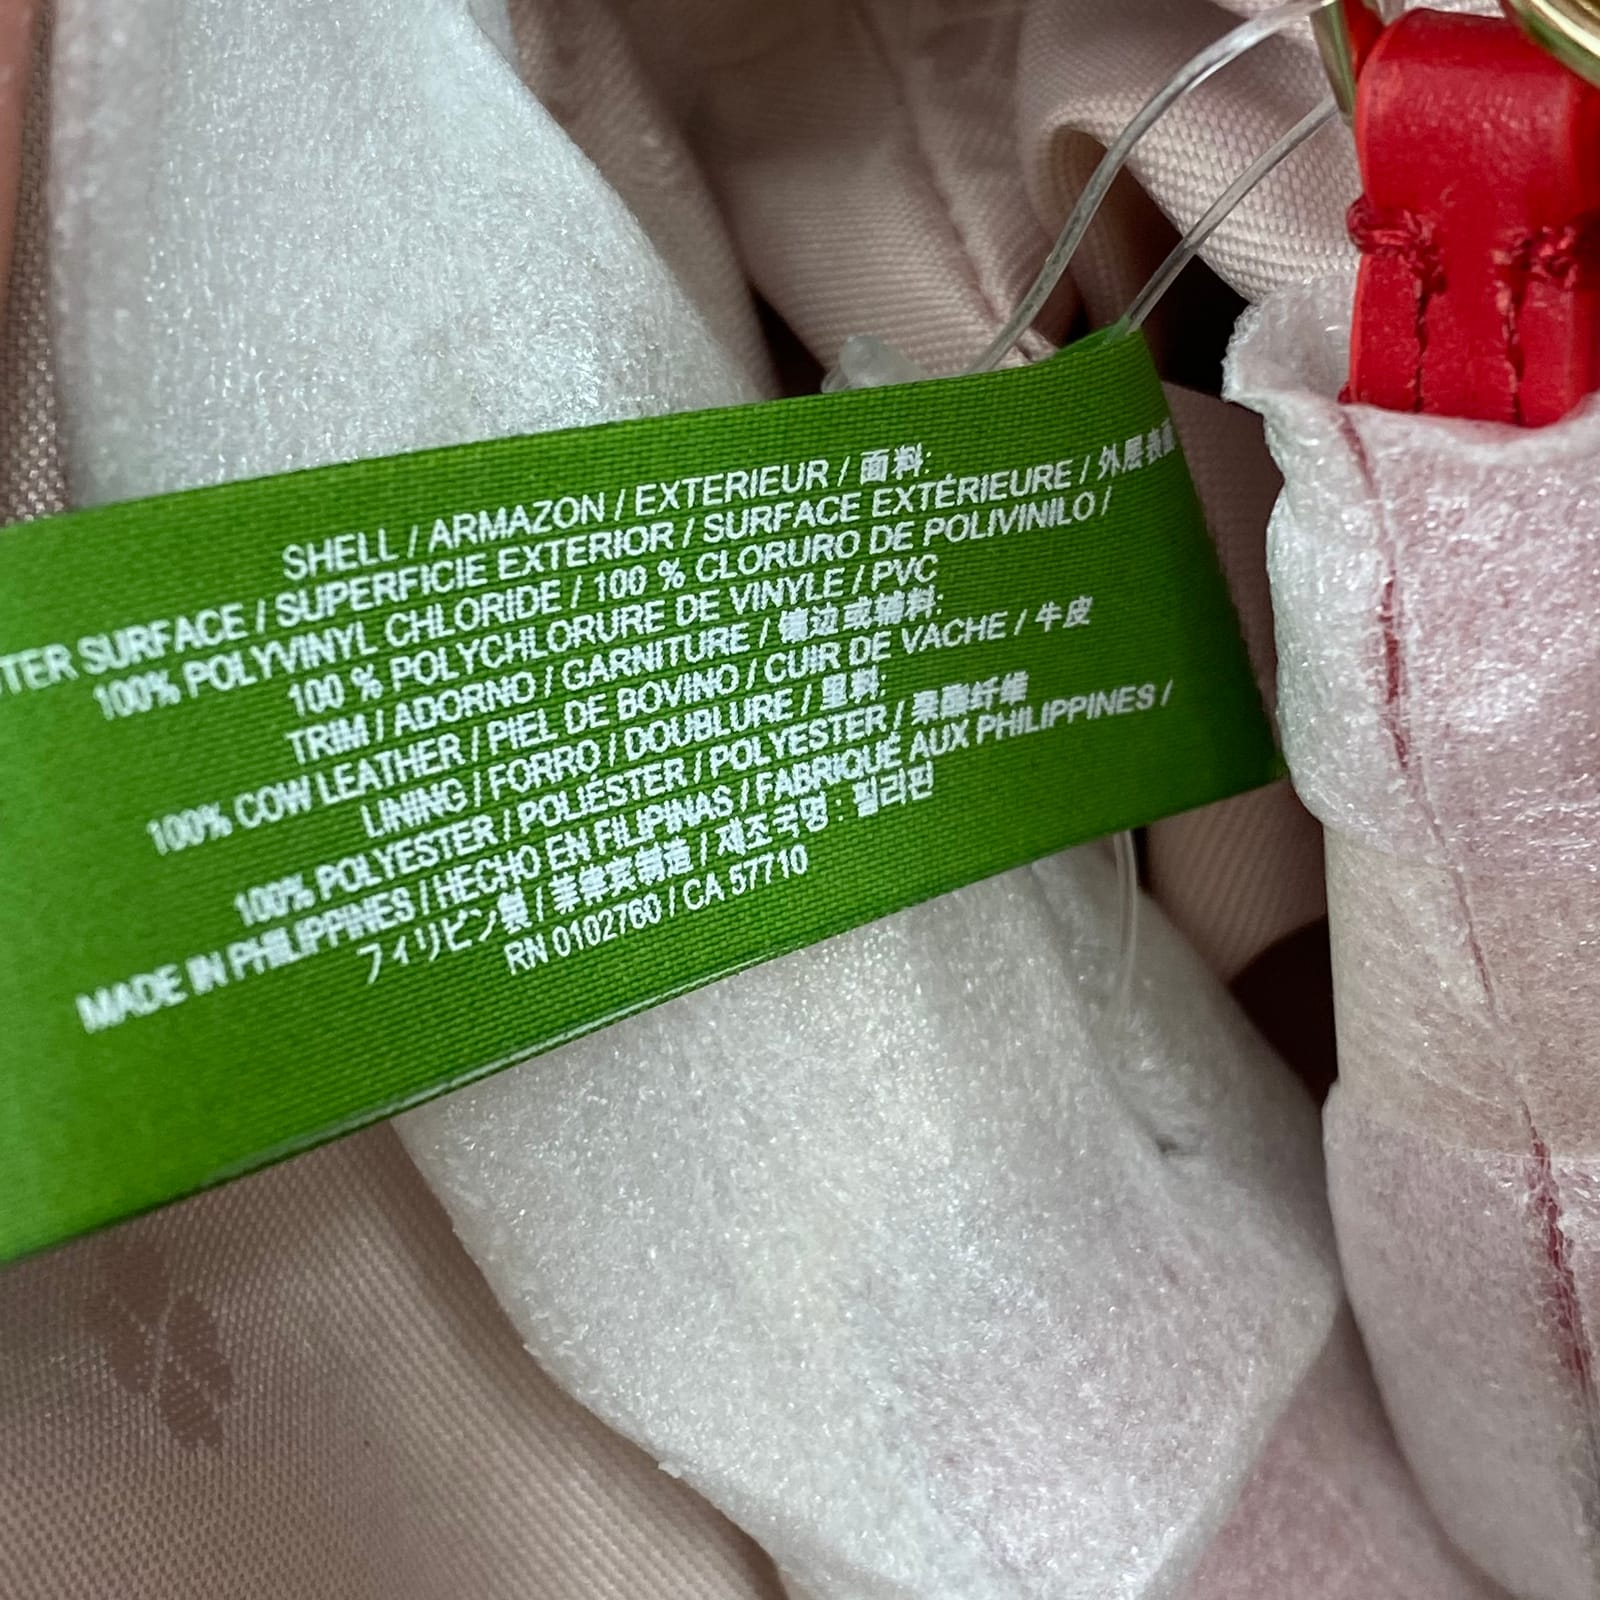 SHELL / ARMAZON / EXTERIEUR / 面料:
OUTER SURFACE / SUPERFICIE EXTERIOR / SURFACE EXTÉRIEURE / 外层表面
100% POLYVINYL CHLORIDE / 100 % CLORURO DE POLIVINILO /
100 % POLYCHLORURE DE VINYLE / PVC
TRIM / ADORNO / GARNITURE / 镶边或辅料:
100% COW LEATHER / PIEL DE BOVINO / CUIR DE VACHE / 牛皮
LINING / FORRO / DOUBLURE / 里料:
100% POLYESTER / POLIÉSTER / POLYESTER / 聚酯纤维
MADE IN PHILIPPINES / HECHO EN FILIPINAS / FABRIQUÉ AUX PHILIPPINES /
フィリピン製 / 菲律宾制造 / 제조국명 : 필리핀
RN 0102760 / CA 57710